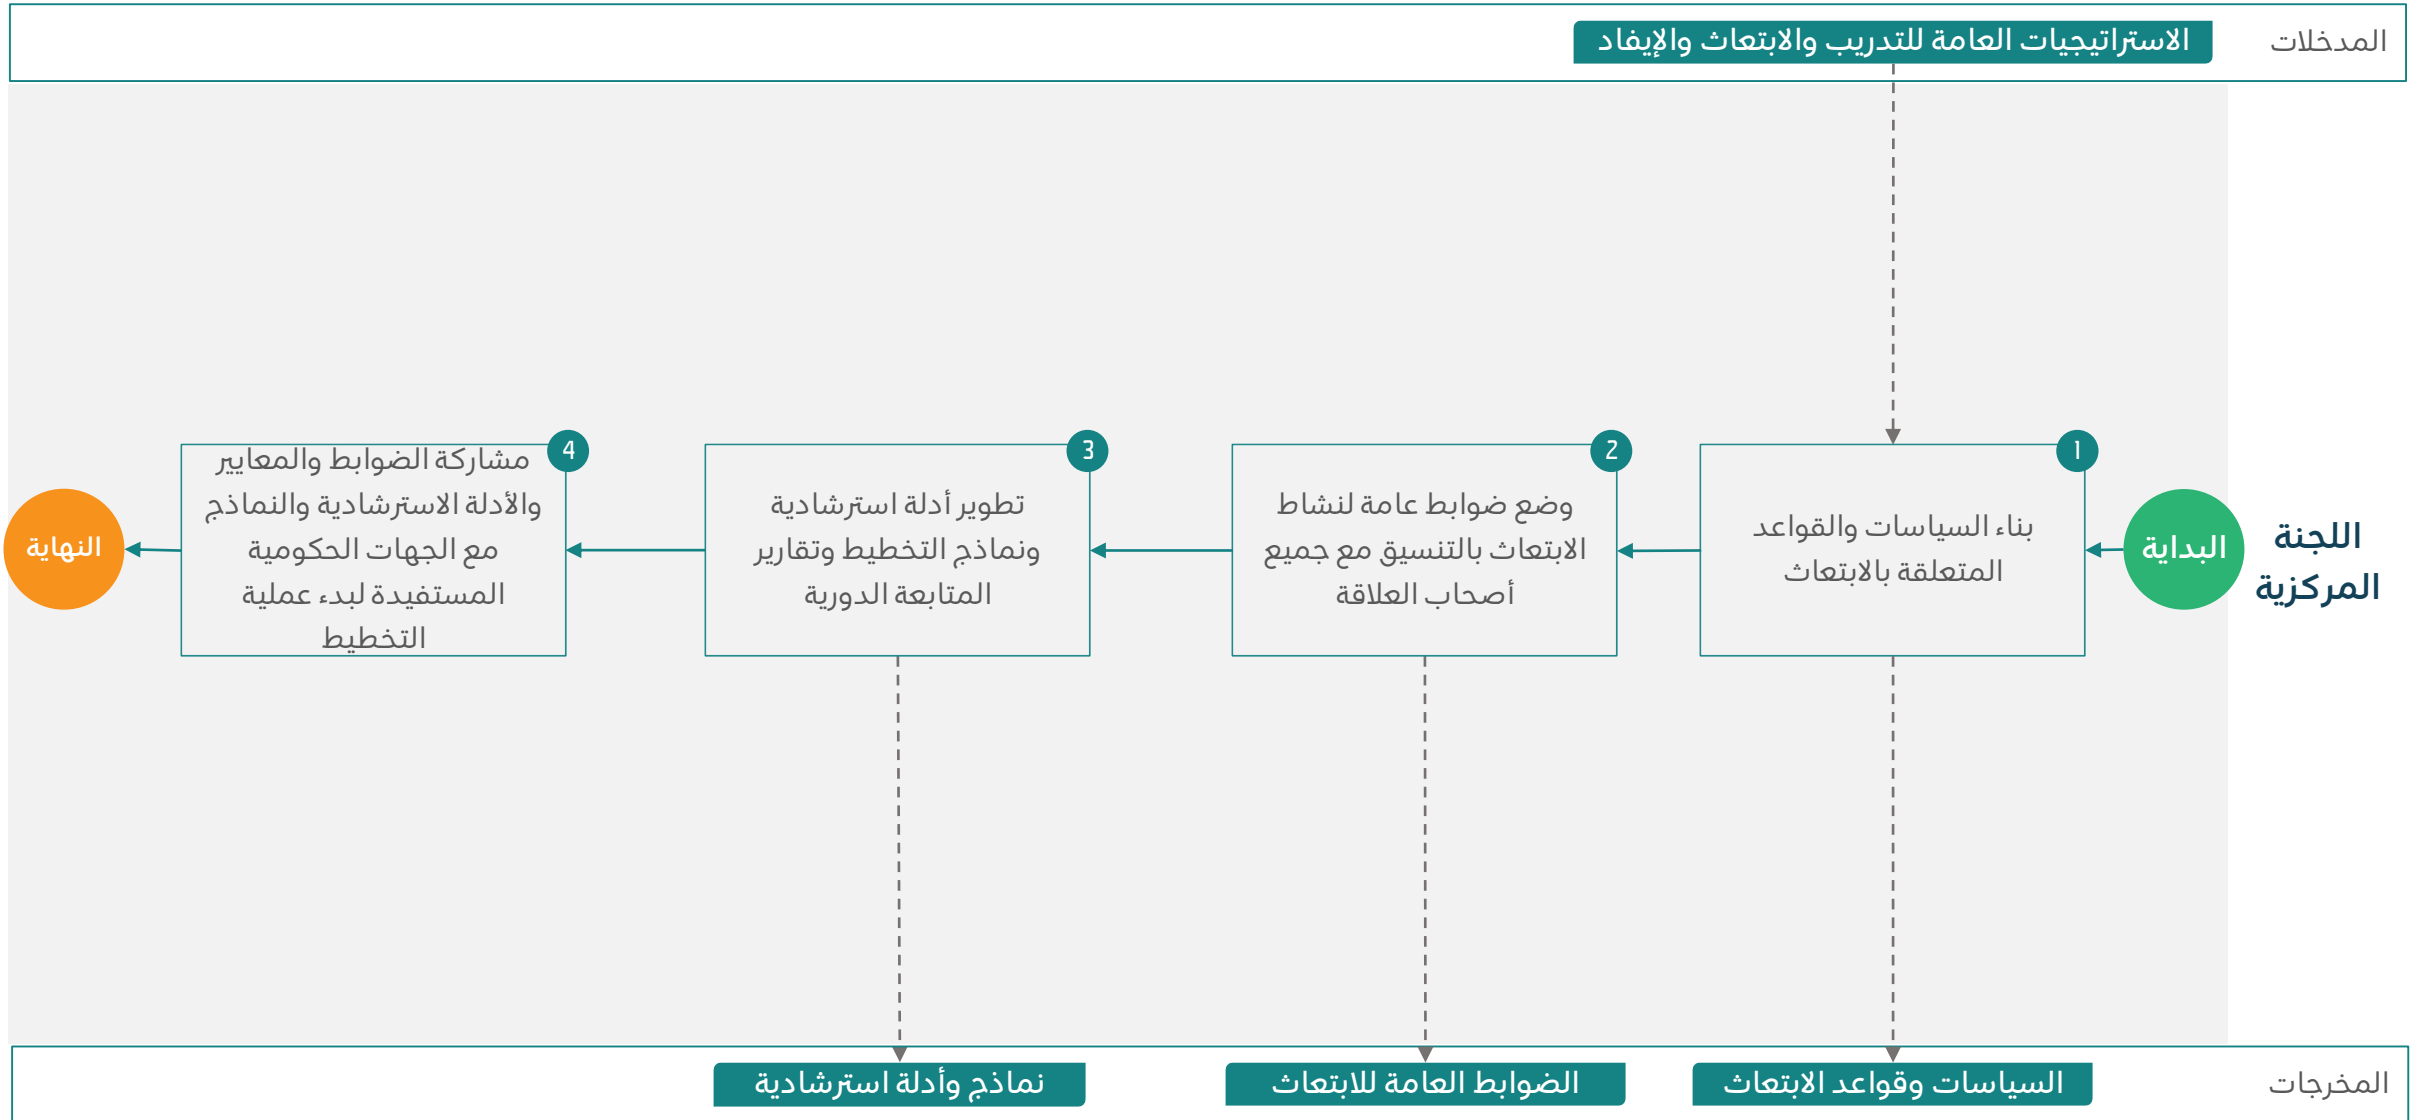 المدخلات
الاستراتيجيات العامة للتدريب والابتعاث والإيفاد
اللجنة
المركزية
البداية
1
بناء السياسات والقواعد
المتعلقة بالابتعاث
2
وضع ضوابط عامة لنشاط
الابتعاث بالتنسيق مع جميع
أصحاب العلاقة
3
تطوير أدلة استرشادية
ونماذج التخطيط وتقارير
المتابعة الدورية
4
مشاركة الضوابط والمعايير
والأدلة الاسترشادية والنماذج
مع الجهات الحكومية
المستفيدة لبدء عملية
التخطيط
النهاية
المخرجات
السياسات وقواعد الابتعاث
الضوابط العامة للابتعاث
نماذج وأدلة استرشادية